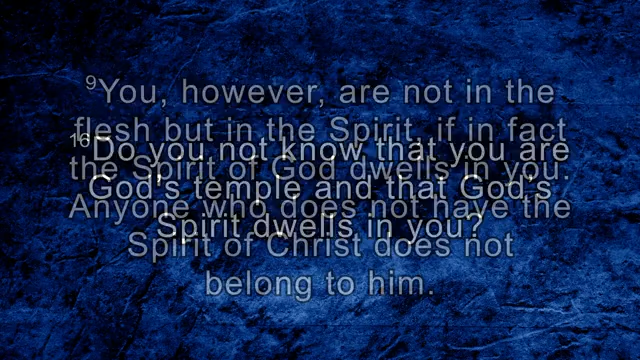 9You, however, are not in the
flesh but in the Spirit, if in fact
the Spirit of God dwells in you.
Anyone who does not have the
Spirit of Christ does not
belong to him.
16Do you not know that you are
God's temple and that God's
Spirit dwells in you?